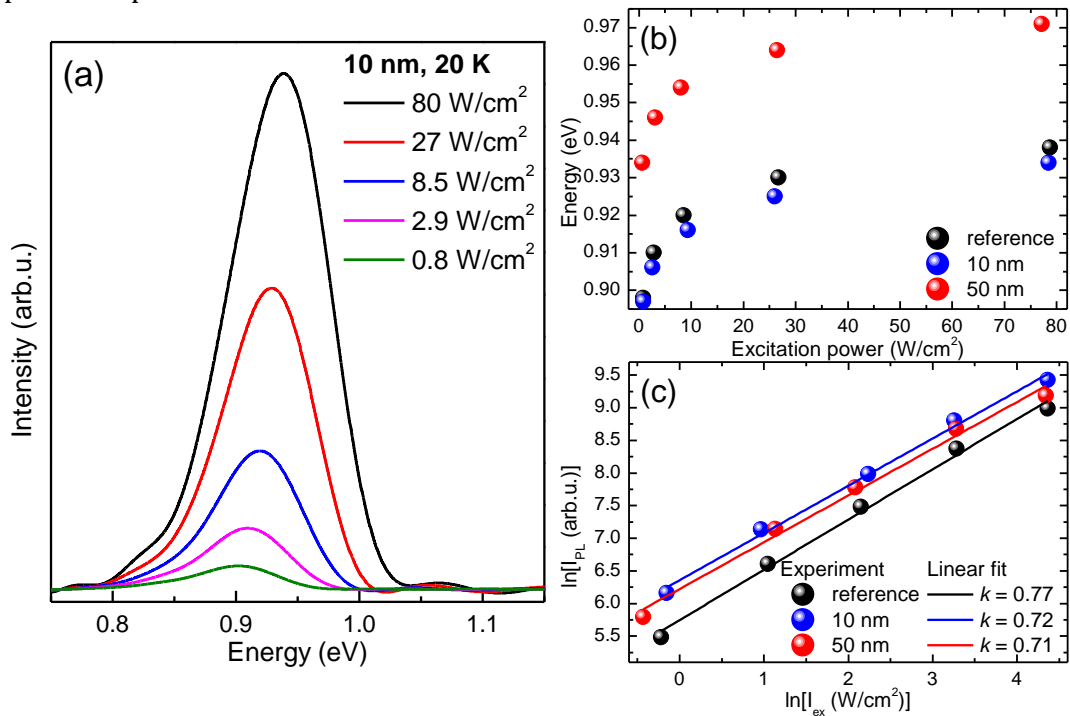 (a)
10 nm, 20 K
80 W/cm²
27 W/cm²
8.5 W/cm²
2.9 W/cm²
0.8 W/cm²
Intensity (arb.u.)
0.8 0.9 1.0 1.1
Energy (eV)
(b)
0.97
0.96
0.95
0.94
0.93
0.92
0.91
0.90
Energy (eV)
reference
10 nm
50 nm
0 10 20 30 40 50 60 70 80
Excitation power (W/cm²)
(c)
9.5
9.0
8.5
8.0
7.5
7.0
6.5
6.0
5.5
ln[I_PL (arb.u.)]
Experiment Linear fit
reference k = 0.77
10 nm k = 0.72
50 nm k = 0.71
0 1 2 3 4
ln[I_ex (W/cm²)]